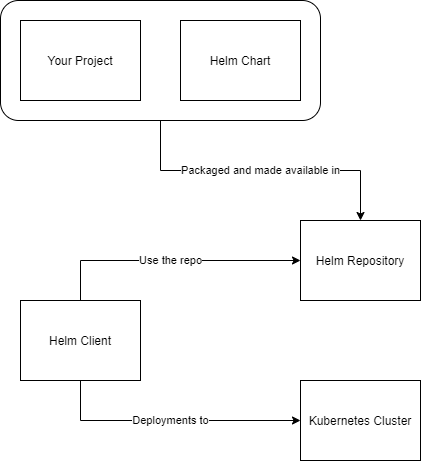 Your Project
Helm Chart
Packaged and made available in
Use the repo
Helm Repository
Helm Client
Deployments to
Kubernetes Cluster